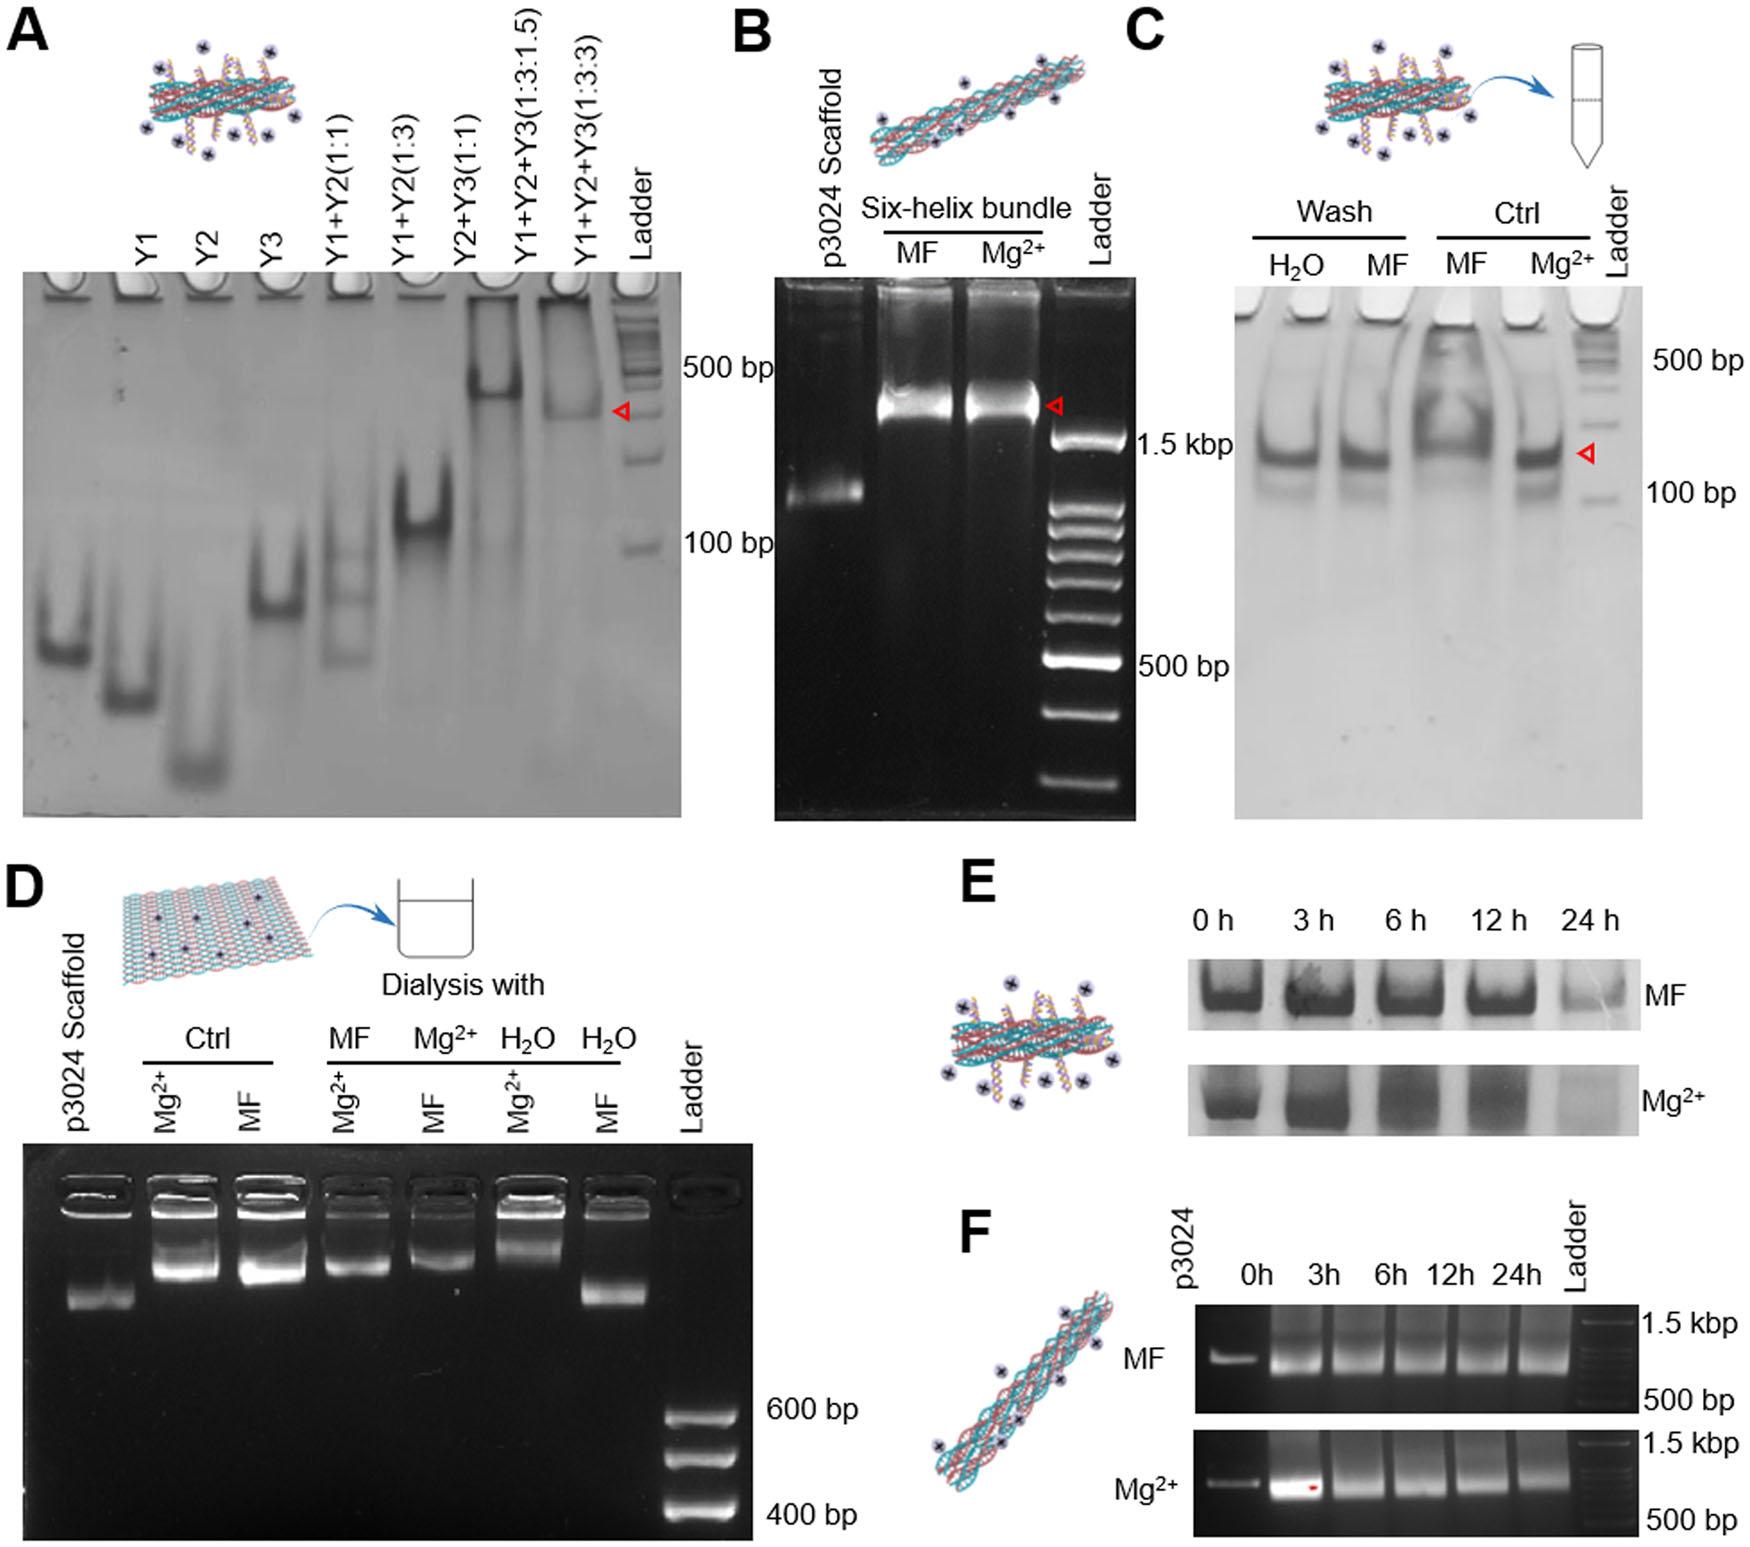 A
Y1
Y2
Y3
Y1+Y2(1:1)
Y1+Y2(1:3)
Y2+Y3(1:1)
Y1+Y2+Y3(1:3:1.5)
Y1+Y2+Y3(1:3:3)
Ladder
500 bp
100 bp
B
p3024 Scaffold
Six-helix bundle
MF
Mg²⁺
Ladder
1.5 kbp
500 bp
C
Wash
Ctrl
H₂O
MF
MF
Mg²⁺
Ladder
500 bp
100 bp
D
Dialysis with
p3024 Scaffold
Ctrl
MF
Mg²⁺
H₂O
H₂O
Mg²⁺
MF
Mg²⁺
MF
Mg²⁺
MF
Ladder
600 bp
400 bp
E
0 h
3 h
6 h
12 h
24 h
MF
Mg²⁺
F
p3024
0h
3h
6h
12h
24h
Ladder
MF
1.5 kbp
500 bp
Mg²⁺
1.5 kbp
500 bp